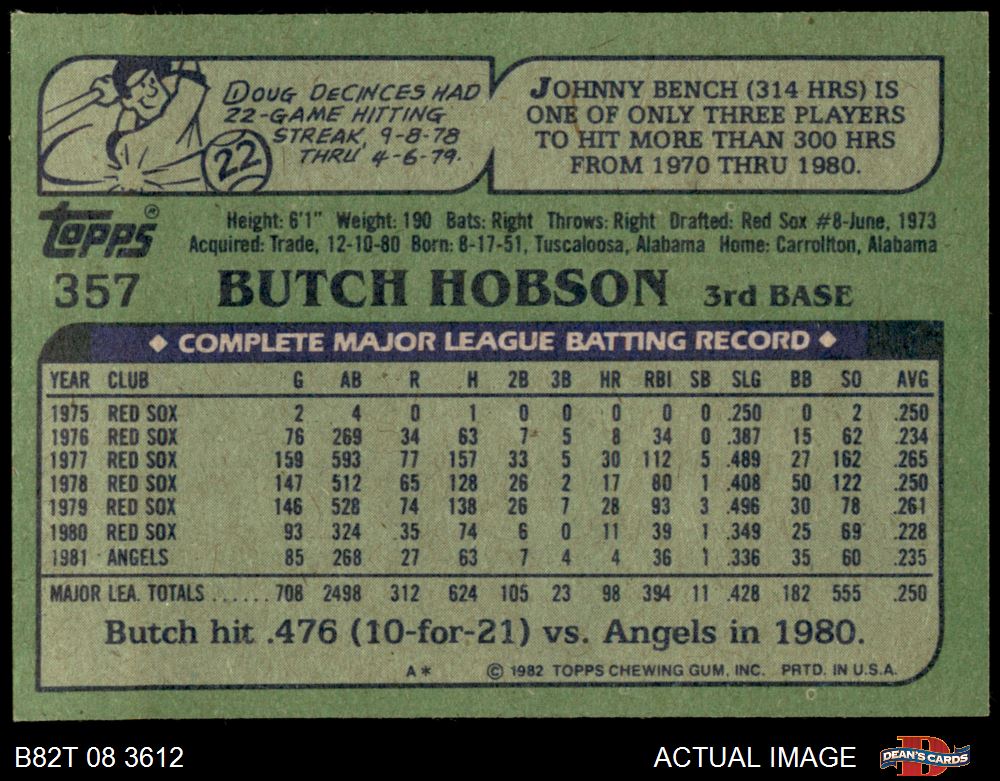 DOUG DECINCES HAD
22-GAME HITTING
STREAK, 9-8-78
THRU 4-6-79.
22
JOHNNY BENCH (314 HRS) IS
ONE OF ONLY THREE PLAYERS
TO HIT MORE THAN 300 HRS
FROM 1970 THRU 1980.
Topps®
Height: 6'1" Weight: 190 Bats: Right Throws: Right Drafted: Red Sox #8-June, 1973
Acquired: Trade, 12-10-80 Born: 8-17-51, Tuscaloosa, Alabama Home: Carrollton, Alabama
357 BUTCH HOBSON 3rd BASE
◆ COMPLETE MAJOR LEAGUE BATTING RECORD ◆
YEAR CLUB G AB R H 2B 3B HR RBI SB SLG BB SO AVG
1975 RED SOX 2 4 0 1 0 0 0 0 0 .250 0 2 .250
1976 RED SOX 76 269 34 63 7 5 8 34 0 .387 15 62 .234
1977 RED SOX 159 593 77 157 33 5 30 112 5 .489 27 162 .265
1978 RED SOX 147 512 65 128 26 2 17 80 1 .408 50 122 .250
1979 RED SOX 146 528 74 138 26 7 28 93 3 .496 30 78 .261
1980 RED SOX 93 324 35 74 6 0 11 39 1 .349 25 69 .228
1981 ANGELS 85 268 27 63 7 4 4 36 1 .336 35 60 .235
MAJOR LEA. TOTALS ...... 708 2498 312 624 105 23 98 394 11 .428 182 555 .250
Butch hit .476 (10-for-21) vs. Angels in 1980.
A* © 1982 TOPPS CHEWING GUM, INC. PRTD. IN U.S.A.
B82T 08 3612 ACTUAL IMAGE DEAN'S CARDS